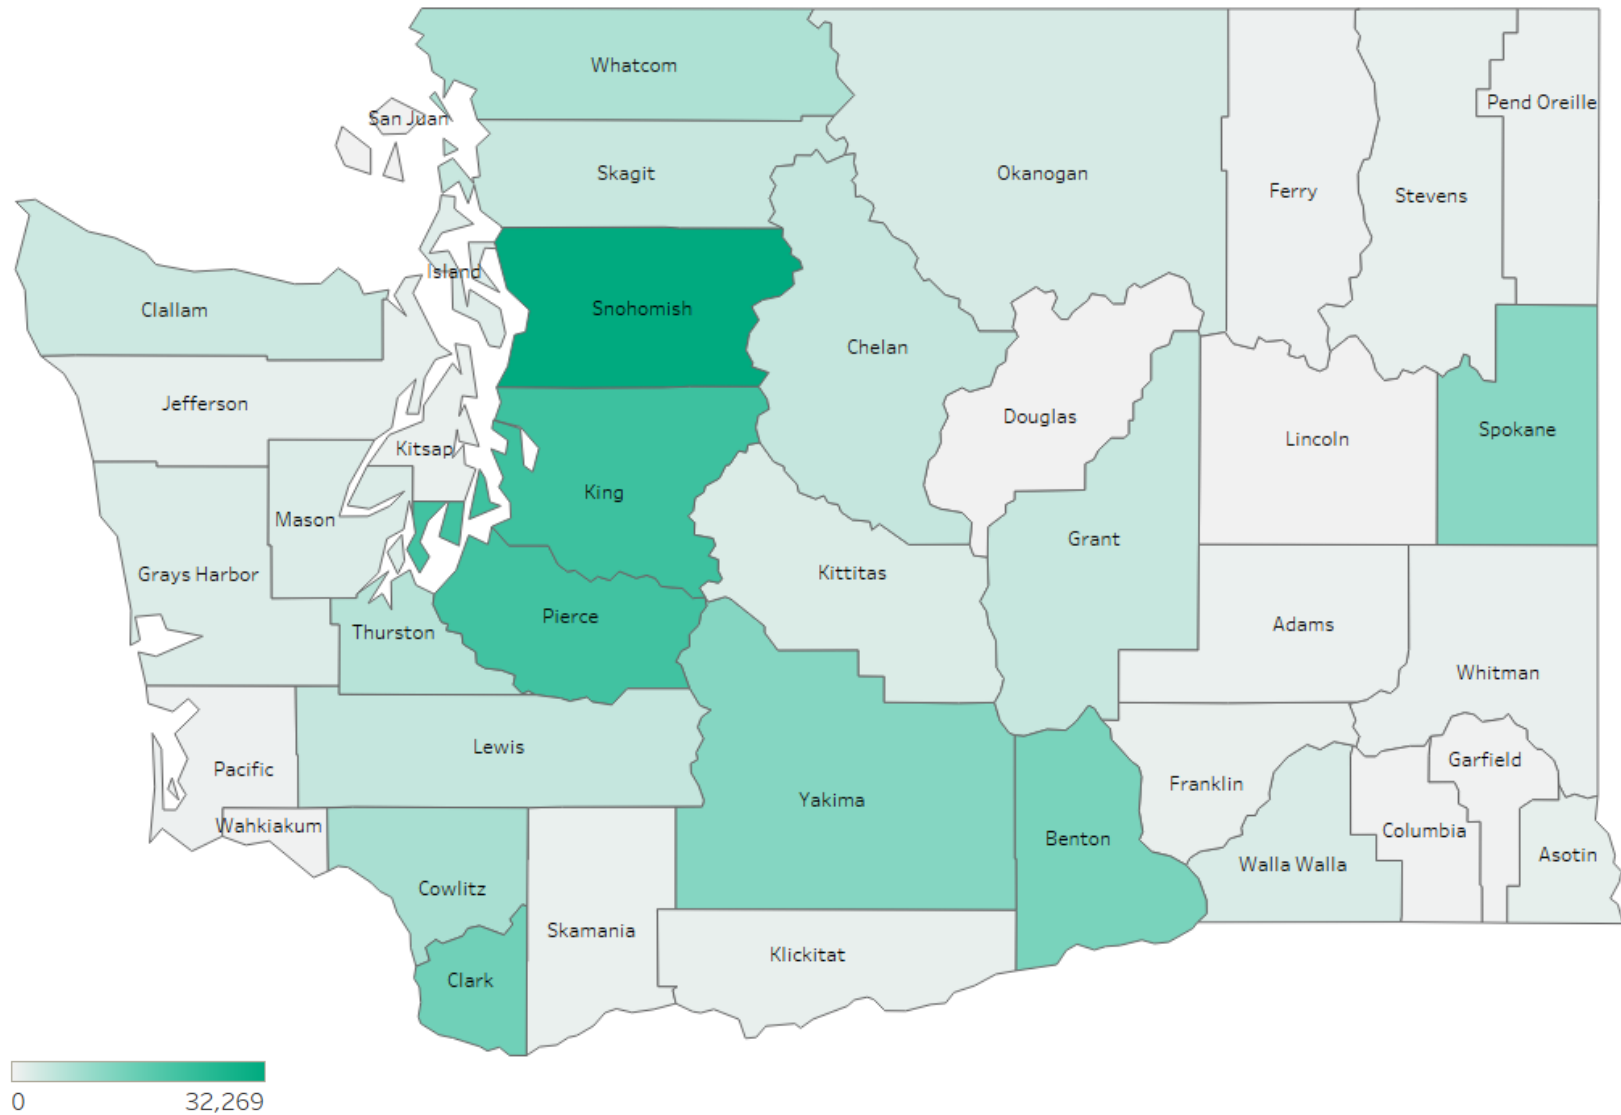 Whatcom
Pend Oreille
San Juan
Skagit
Okanogan
Ferry
Stevens
Island
Clallam
Snohomish
Chelan
Jefferson
Douglas
Spokane
Lincoln
Kitsap
King
Mason
Grant
Grays Harbor
Kittitas
Pierce
Adams
Thurston
Whitman
Lewis
Garfield
Pacific
Franklin
Yakima
Wahkiakum
Columbia
Benton
Asotin
Walla Walla
Cowlitz
Skamania
Klickitat
Clark
0 32,269